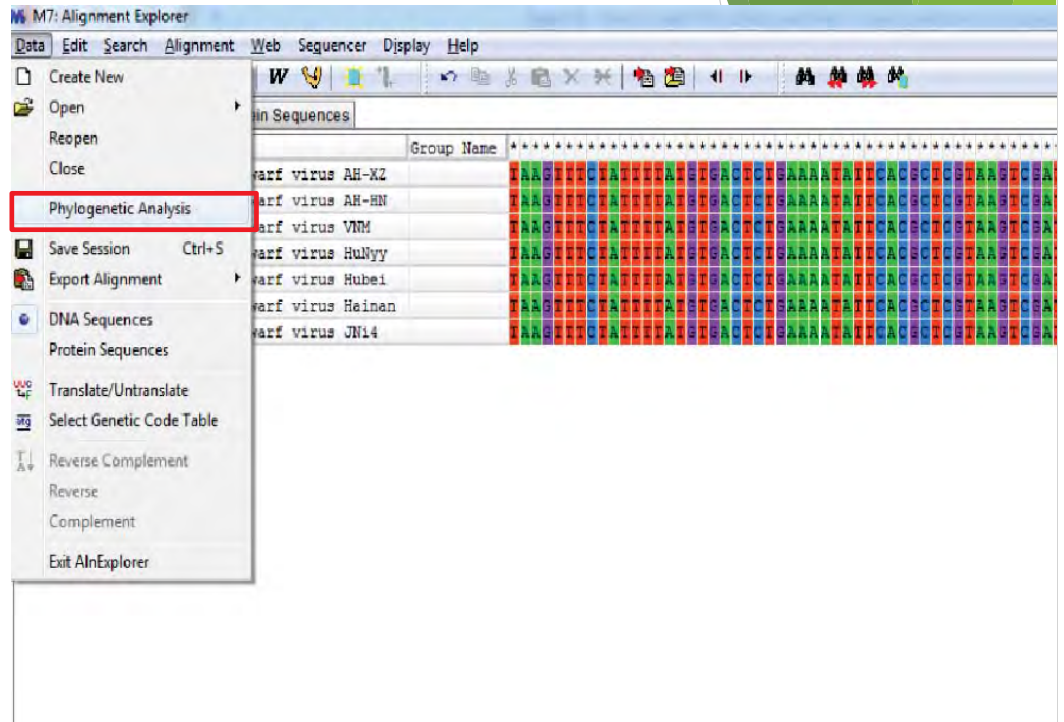 M7: Alignment Explorer
Data Edit Search Alignment Web Sequencer Display Help
Create New
Open
Reopen
Close
Phylogenetic Analysis
Save Session Ctrl+S
Export Alignment
DNA Sequences
Protein Sequences
Translate/Untranslate
Select Genetic Code Table
Reverse Complement
Reverse
Complement
Exit AlnExplorer
W
in Sequences
Group Name
warf virus AH-XZ TAAGTTTCTATTTTATGTGACTCTGAAAATATTCACGCTCGTAAGTCGA
warf virus AH-HN TAAGTTTCTATTTTATGTGACTCTGAAAATATTCACGCTCGTAAGTCGA
warf virus VNM TAAGTTTCTATTTTATGTGACTCTGAAAATATTCACGCTCGTAAGTCGA
warf virus HuNyy TAAGTTTCTATTTTATGTGACTCTGAAAATATTCACGCTCGTAAGTCGA
warf virus Hubei TAAGTTTCTATTTTATGTGACTCTGAAAATATTCACGCTCGTAAGTCGA
warf virus Hainan TAAGTTTCTATTTTATGTGACTCTGAAAATATTCACGCTCGTAAGTCGA
warf virus JNi4 TAAGTTTCTATTTTATGTGACTCTGAAAATATTCACGCTCGTAAGTCGA